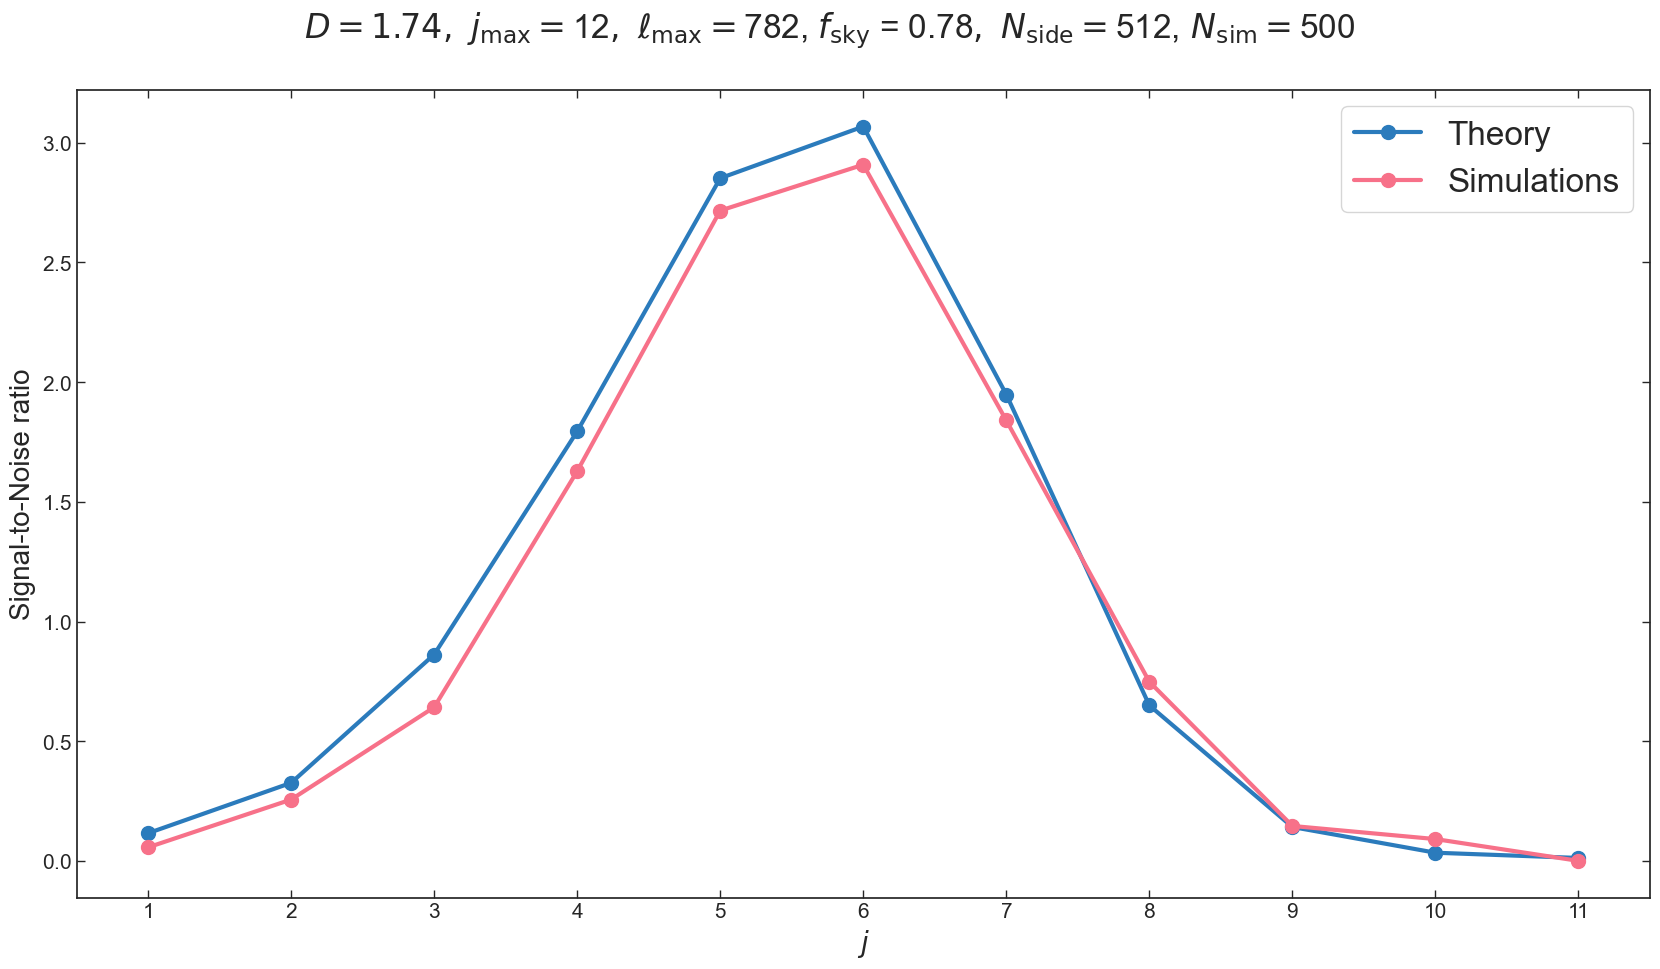 D = 1.74, j_max = 12, ℓ_max = 782, f_sky = 0.78, N_side = 512, N_sim = 500
Theory
Simulations
Signal-to-Noise ratio
3.0
2.5
2.0
1.5
1.0
0.5
0.0
1 2 3 4 5 6 7 8 9 10 11
j